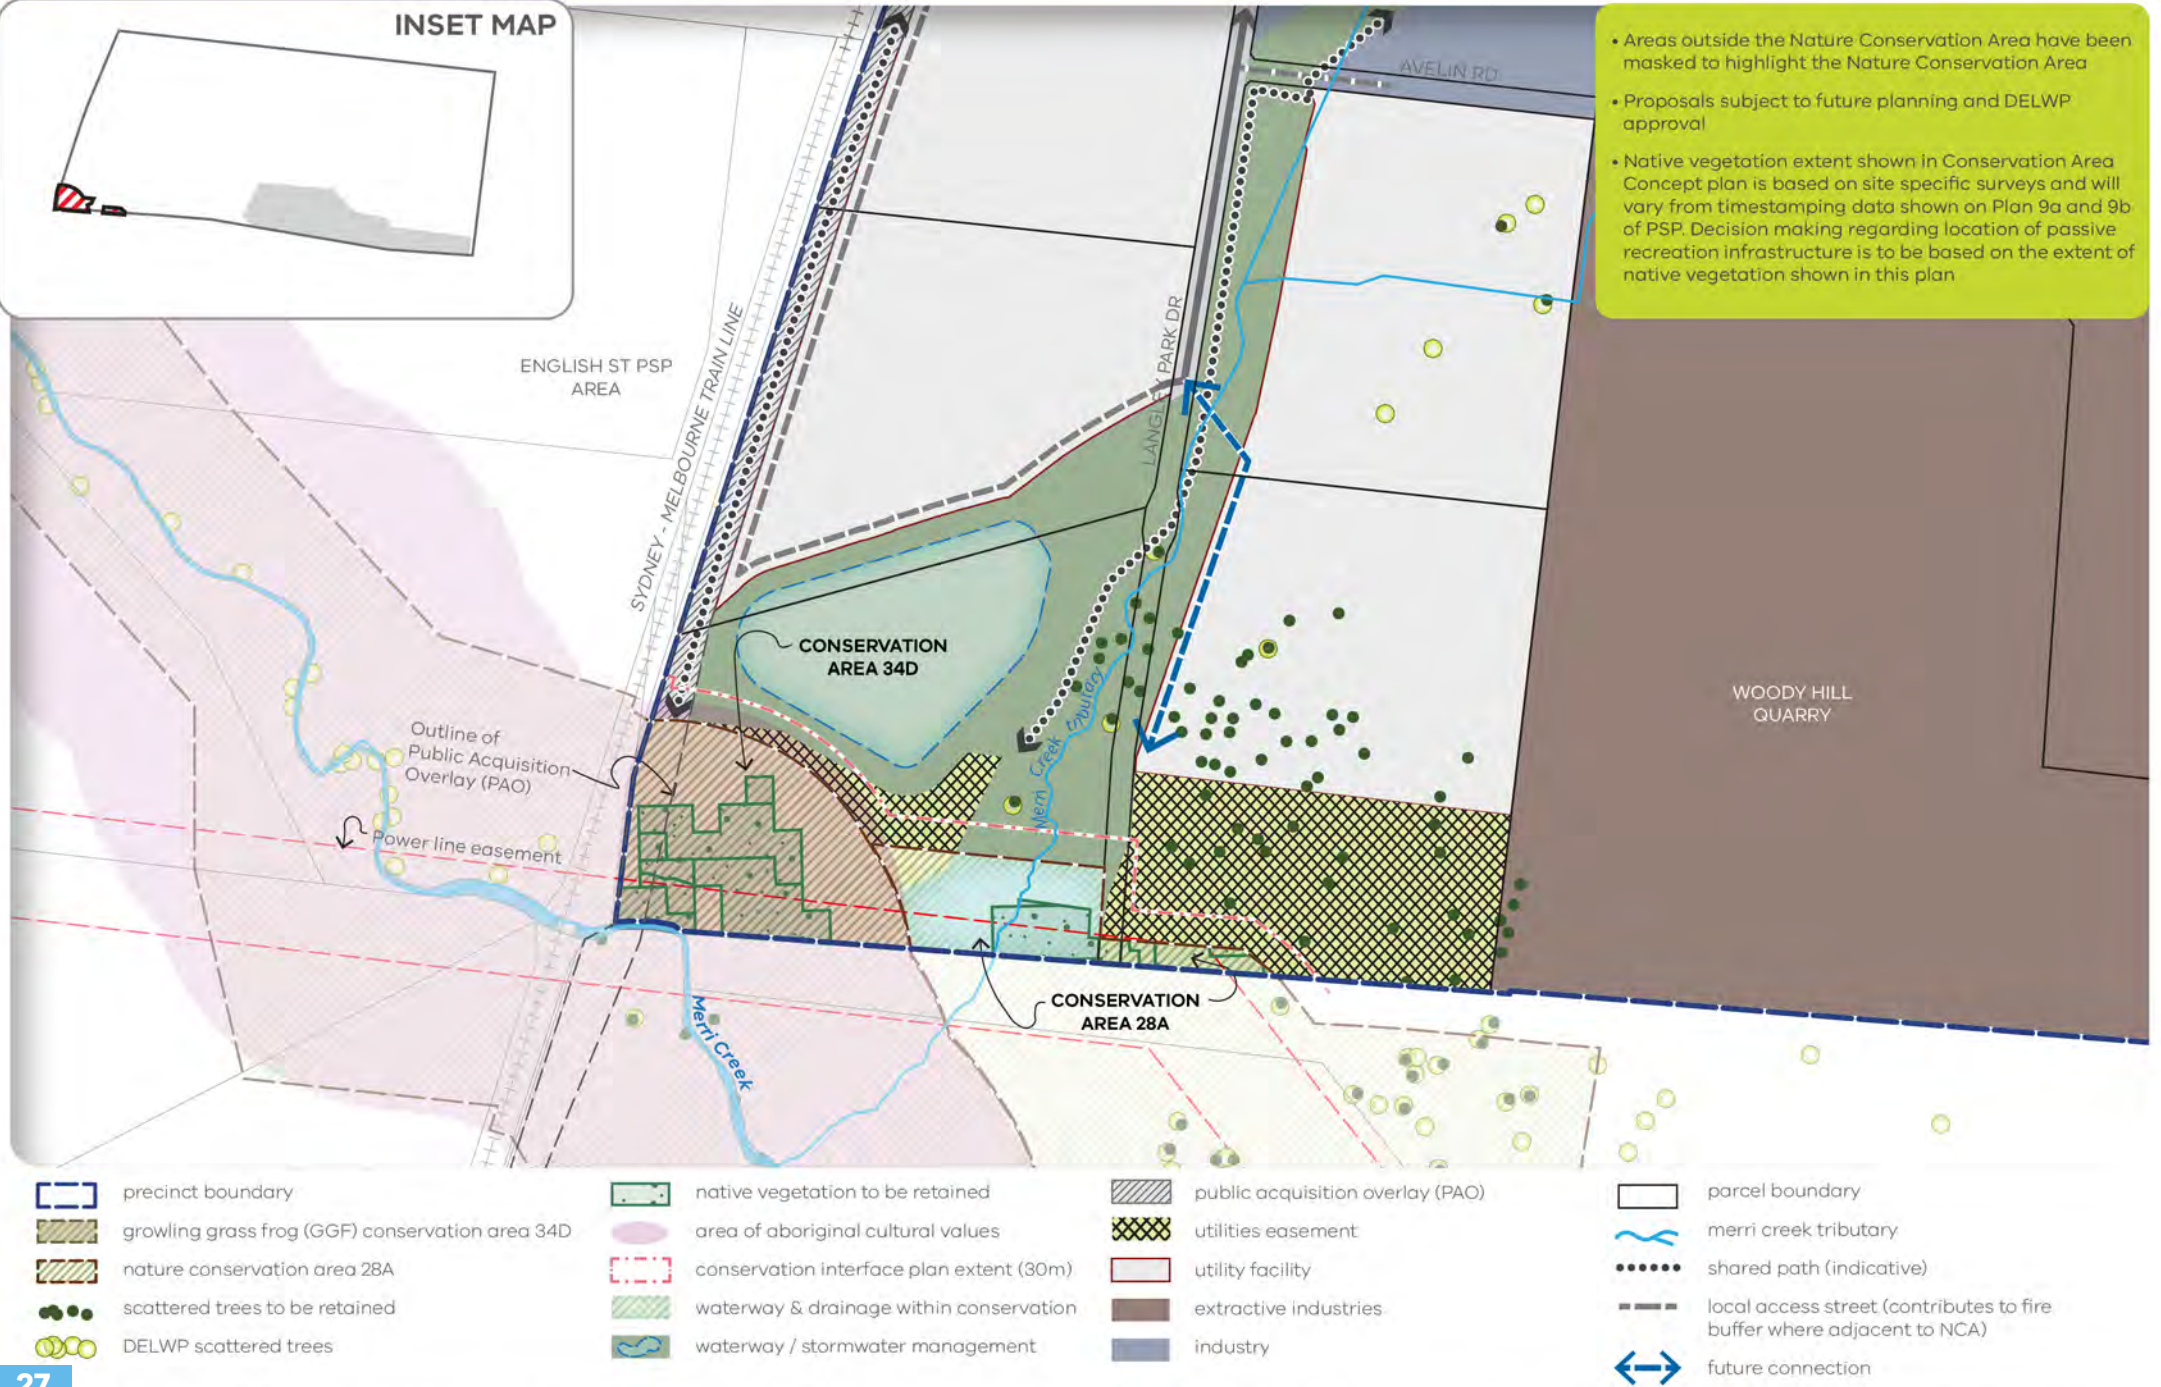 INSET MAP
• Areas outside the Nature Conservation Area have been
masked to highlight the Nature Conservation Area
• Proposals subject to future planning and DELWP
approval
• Native vegetation extent shown in Conservation Area
Concept plan is based on site specific surveys and will
vary from timestamping data shown on Plan 9a and 9b
of PSP. Decision making regarding location of passive
recreation infrastructure is to be based on the extent of
native vegetation shown in this plan
AVELIN RD
ENGLISH ST PSP
AREA
SYDNEY - MELBOURNE TRAIN LINE
LANGLEY PARK DR
CONSERVATION
AREA 34D
WOODY HILL
QUARRY
Outline of
Public Acquisition
Overlay (PAO)
Merri Creek tributary
Power line easement
CONSERVATION
AREA 28A
Merri Creek
precinct boundary
growling grass frog (GGF) conservation area 34D
nature conservation area 28A
scattered trees to be retained
DELWP scattered trees
native vegetation to be retained
area of aboriginal cultural values
conservation interface plan extent (30m)
waterway & drainage within conservation
waterway / stormwater management
public acquisition overlay (PAO)
utilities easement
utility facility
extractive industries
industry
parcel boundary
merri creek tributary
shared path (indicative)
local access street (contributes to fire
buffer where adjacent to NCA)
future connection
27